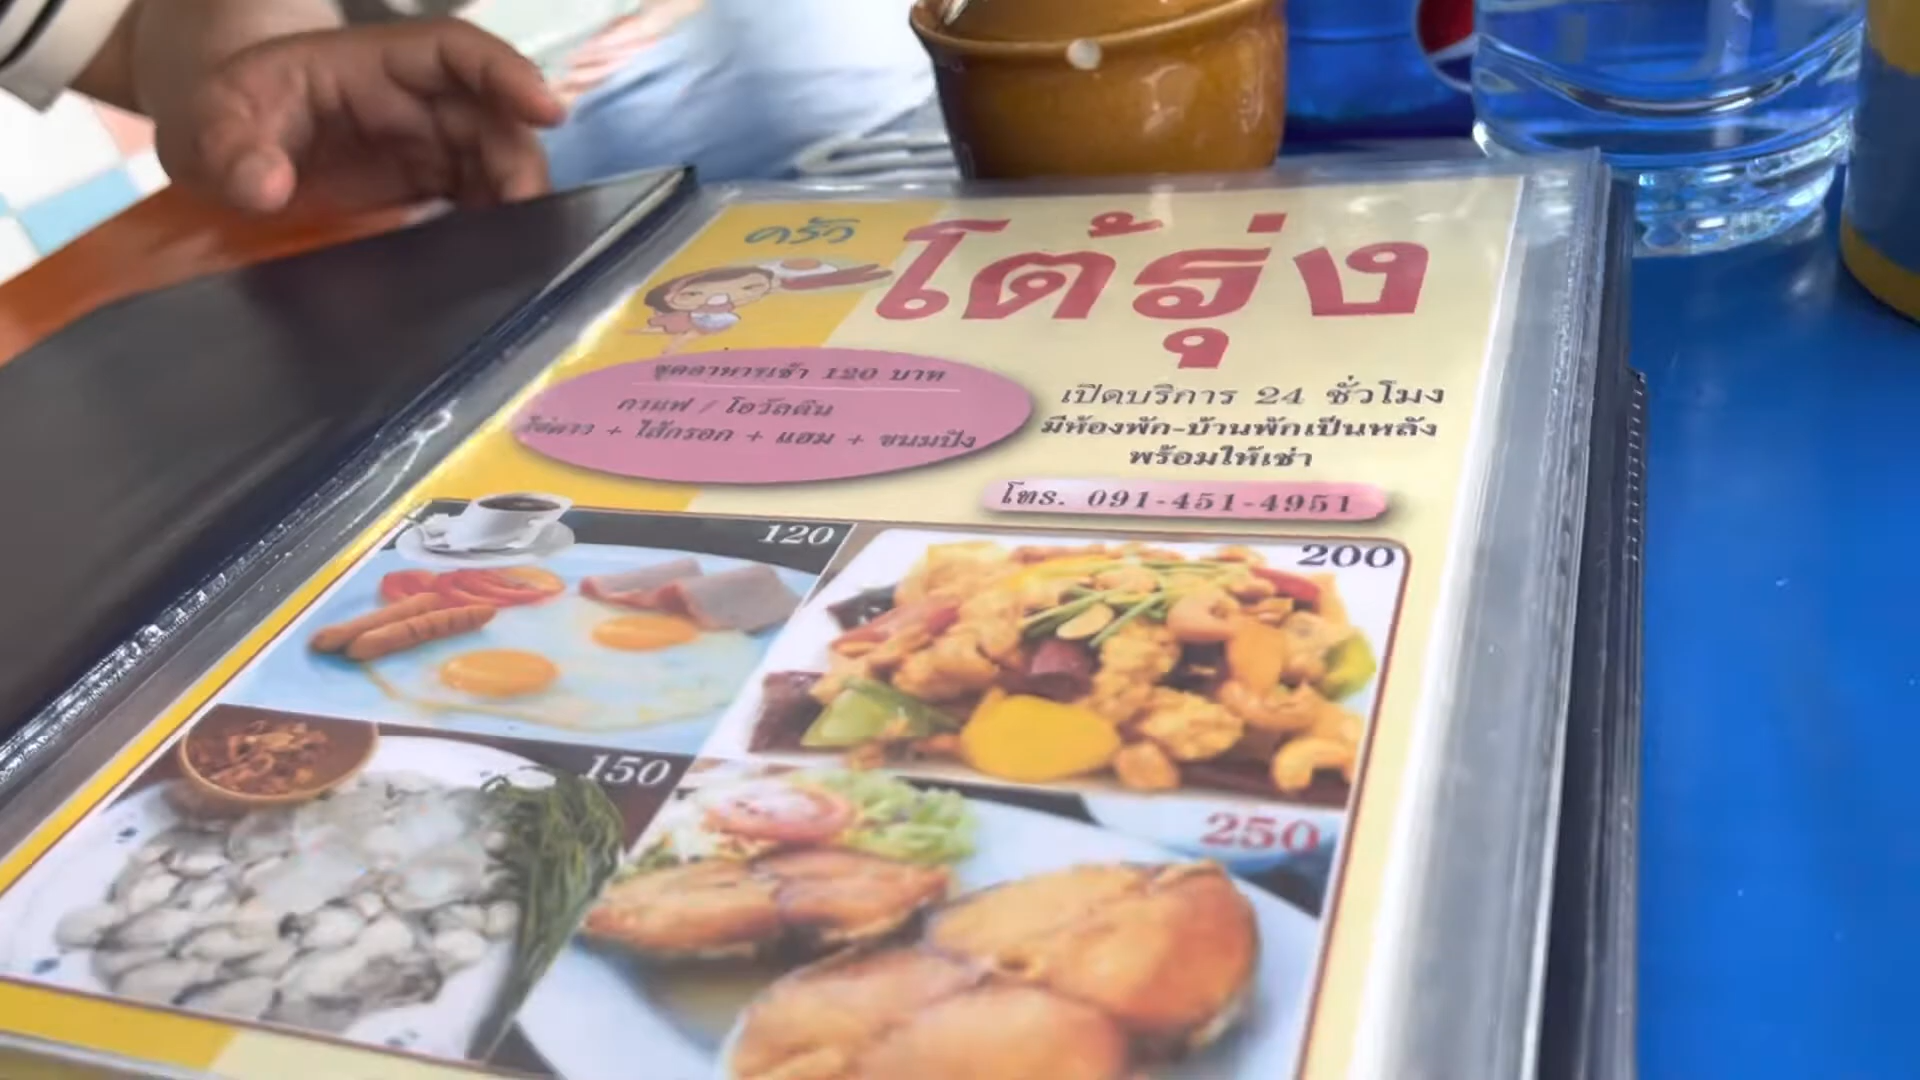 ครัว
โต้รุ่ง
ชุดอาหารเช้า 120 บาท
กาแฟ / โอวัลติน
ไข่ดาว + ไส้กรอก + แฮม + ขนมปัง
เปิดบริการ 24 ชั่วโมง
มีห้องพัก-บ้านพักเป็นหลัง
พร้อมให้เช่า
โทร. 091-451-4951
120
200
150
250